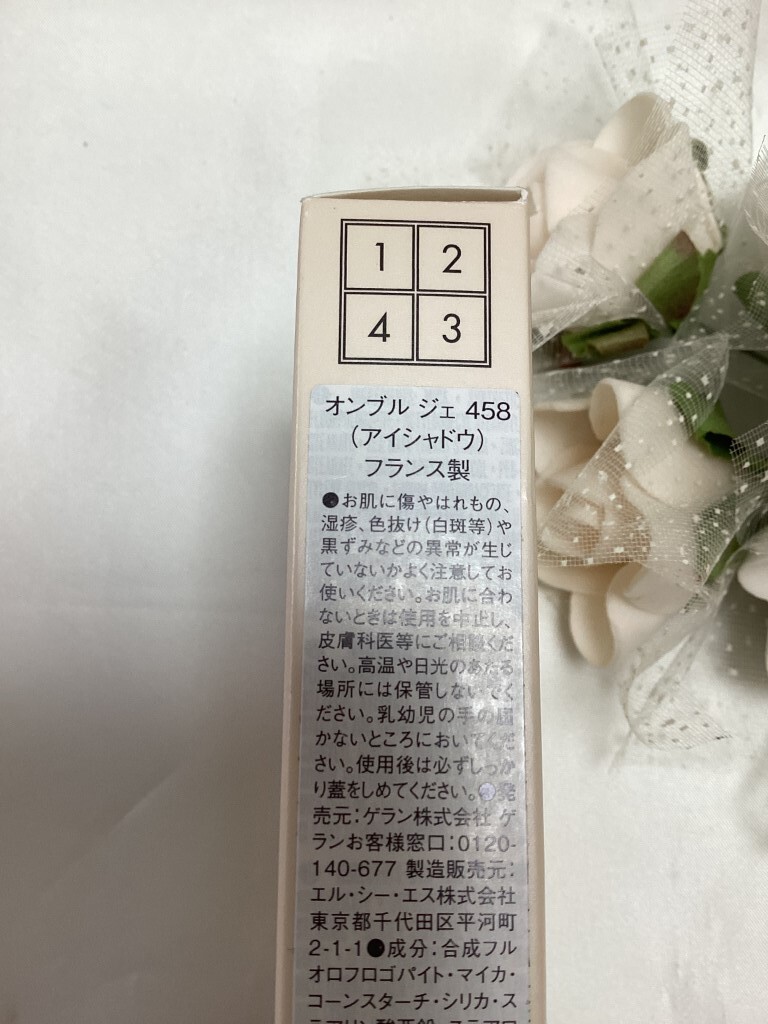 1 2
4 3
オンブル ジェ 458
(アイシャドウ)
フランス製
●お肌に傷やはれもの、
湿疹、色抜け(白斑等)や
黒ずみなどの異常が生じ
ていないかよく注意してお
使いください。お肌に合わ
ないときは使用を中止し、
皮膚科医等にご相談くだ
さい。高温や日光のあたる
場所には保管しないでく
ださい。乳幼児の手の届
かないところにおいてくだ
さい。使用後は必ずしっか
り蓋をしめてください。●発
売元:ゲラン株式会社 ゲ
ランお客様窓口:0120-
140-677 製造販売元:
エル・シー・エス株式会社
東京都千代田区平河町
2-1-1●成分:合成フル
オロフロゴパイト・マイカ・
コーンスターチ・シリカ・ス